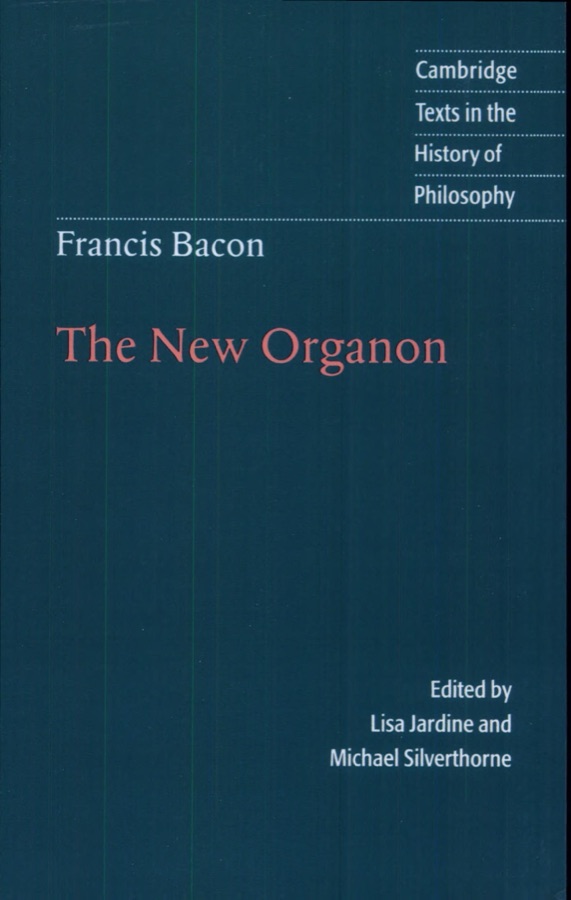 Cambridge
Texts in the
History of
Philosophy
Francis Bacon
The New Organon
Edited by
Lisa Jardine and
Michael Silverthorne